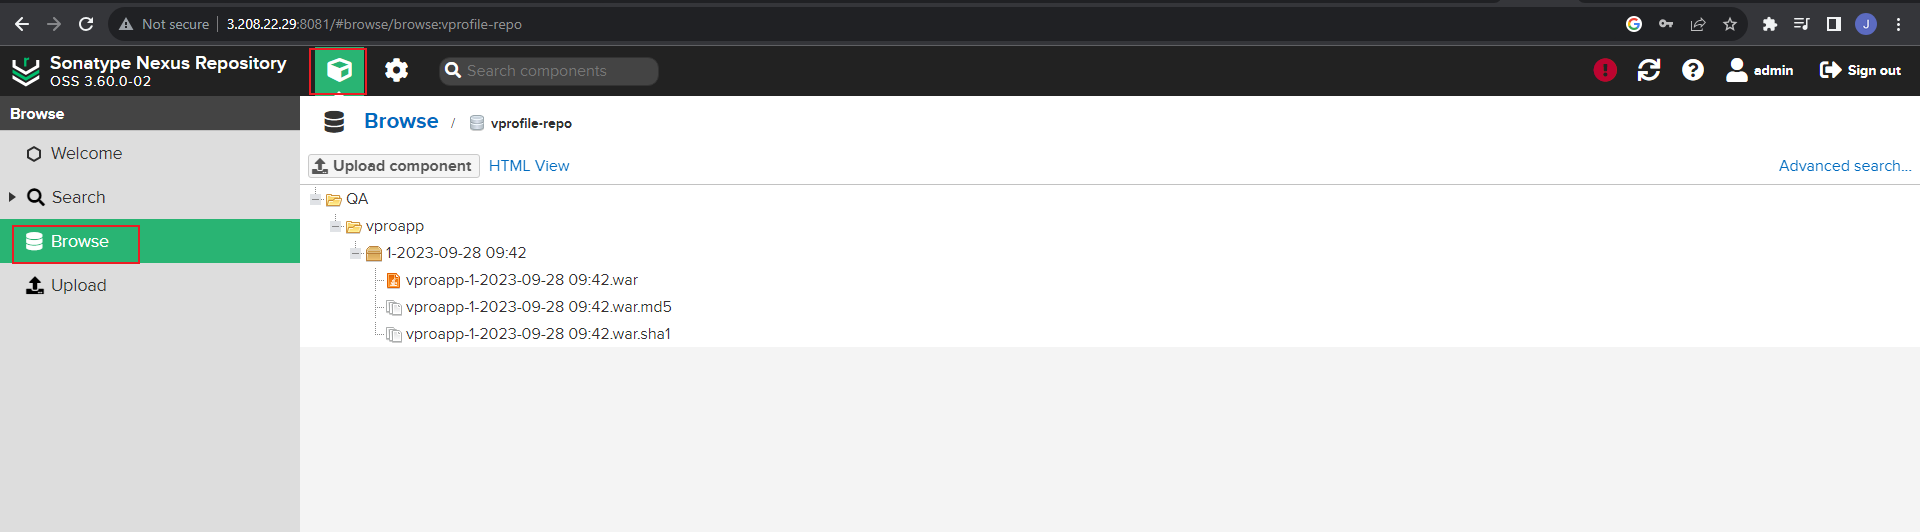 Not secure 3.208.22.29:8081/#browse/browse:vprofile-repo
J
Sonatype Nexus Repository
OSS 3.60.0-02
Search components
admin
Sign out
Browse
Welcome
Search
Browse
Upload
Browse / vprofile-repo
Upload component HTML View Advanced search...
QA
vproapp
1-2023-09-28 09:42
vproapp-1-2023-09-28 09:42.war
vproapp-1-2023-09-28 09:42.war.md5
vproapp-1-2023-09-28 09:42.war.sha1